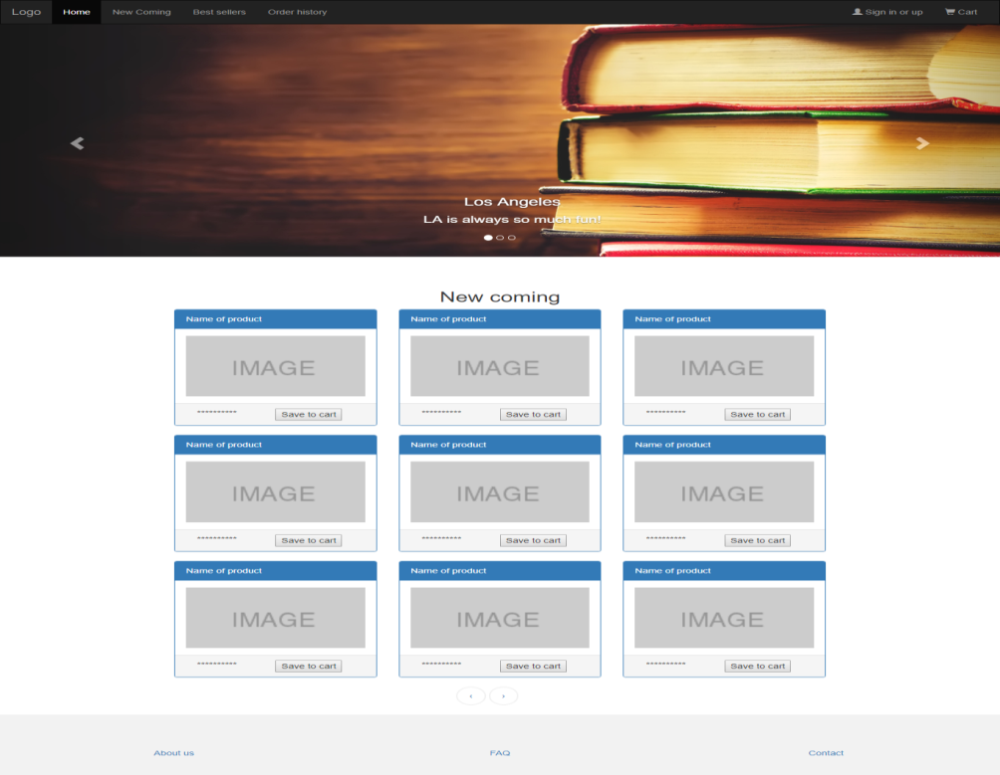 Logo Home New Coming Best sellers Order history Sign in or up Cart
Los Angeles
LA is always so much fun!
New coming
Name of product Name of product Name of product
IMAGE IMAGE IMAGE
********** Save to cart ********** Save to cart ********** Save to cart
Name of product Name of product Name of product
IMAGE IMAGE IMAGE
********** Save to cart ********** Save to cart ********** Save to cart
Name of product Name of product Name of product
IMAGE IMAGE IMAGE
********** Save to cart ********** Save to cart ********** Save to cart
‹ ›
About us FAQ Contact